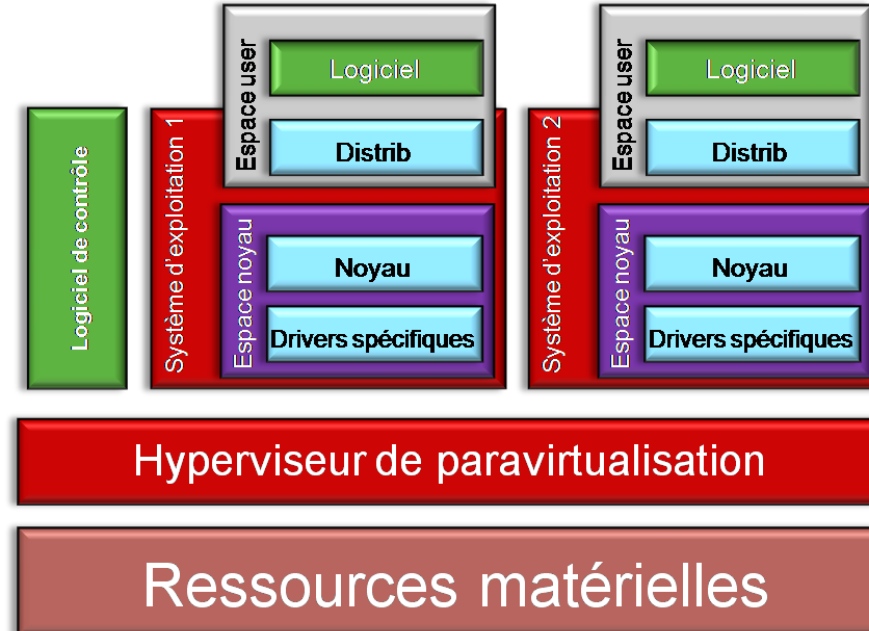 Logiciel de contrôle
Système d'exploitation 1
Espace user
Logiciel
Distrib
Espace noyau
Noyau
Drivers spécifiques
Système d'exploitation 2
Espace user
Logiciel
Distrib
Espace noyau
Noyau
Drivers spécifiques
Hyperviseur de paravirtualisation
Ressources matérielles